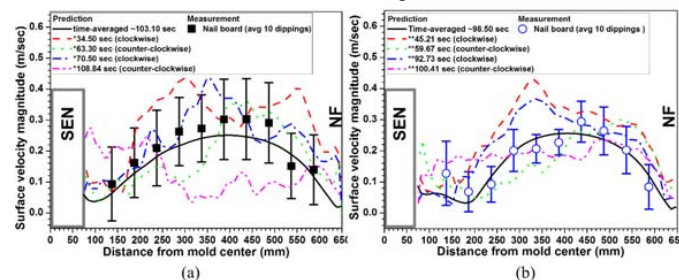 Prediction Measurement
time-averaged ~103.10 sec Nail board (avg 10 dippings)
*34.50 sec (clockwise)
*63.30 sec (counter-clockwise)
*70.50 sec (clockwise)
*108.84 sec (counter-clockwise)
Surface velocity magnitude (m/sec)
0.6
0.5
0.4
0.3
0.2
0.1
0.0
SEN
NF
0 50 100 150 200 250 300 350 400 450 500 550 600 650
Distance from mold center (mm)
(a)
Prediction Measurement
Time-averaged ~98.50 sec Nail board (avg 10 dippings )
**45.21 sec (clockwise)
**59.67 sec (counter-clockwise)
**92.73 sec (clockwise)
**100.41 sec (counter-clockwise)
Surface velocity magnitude (m/sec)
0.6
0.5
0.4
0.3
0.2
0.1
0.0
SEN
NF
0 50 100 150 200 250 300 350 400 450 500 550 600 650
Distance from mold center (mm)
(b)